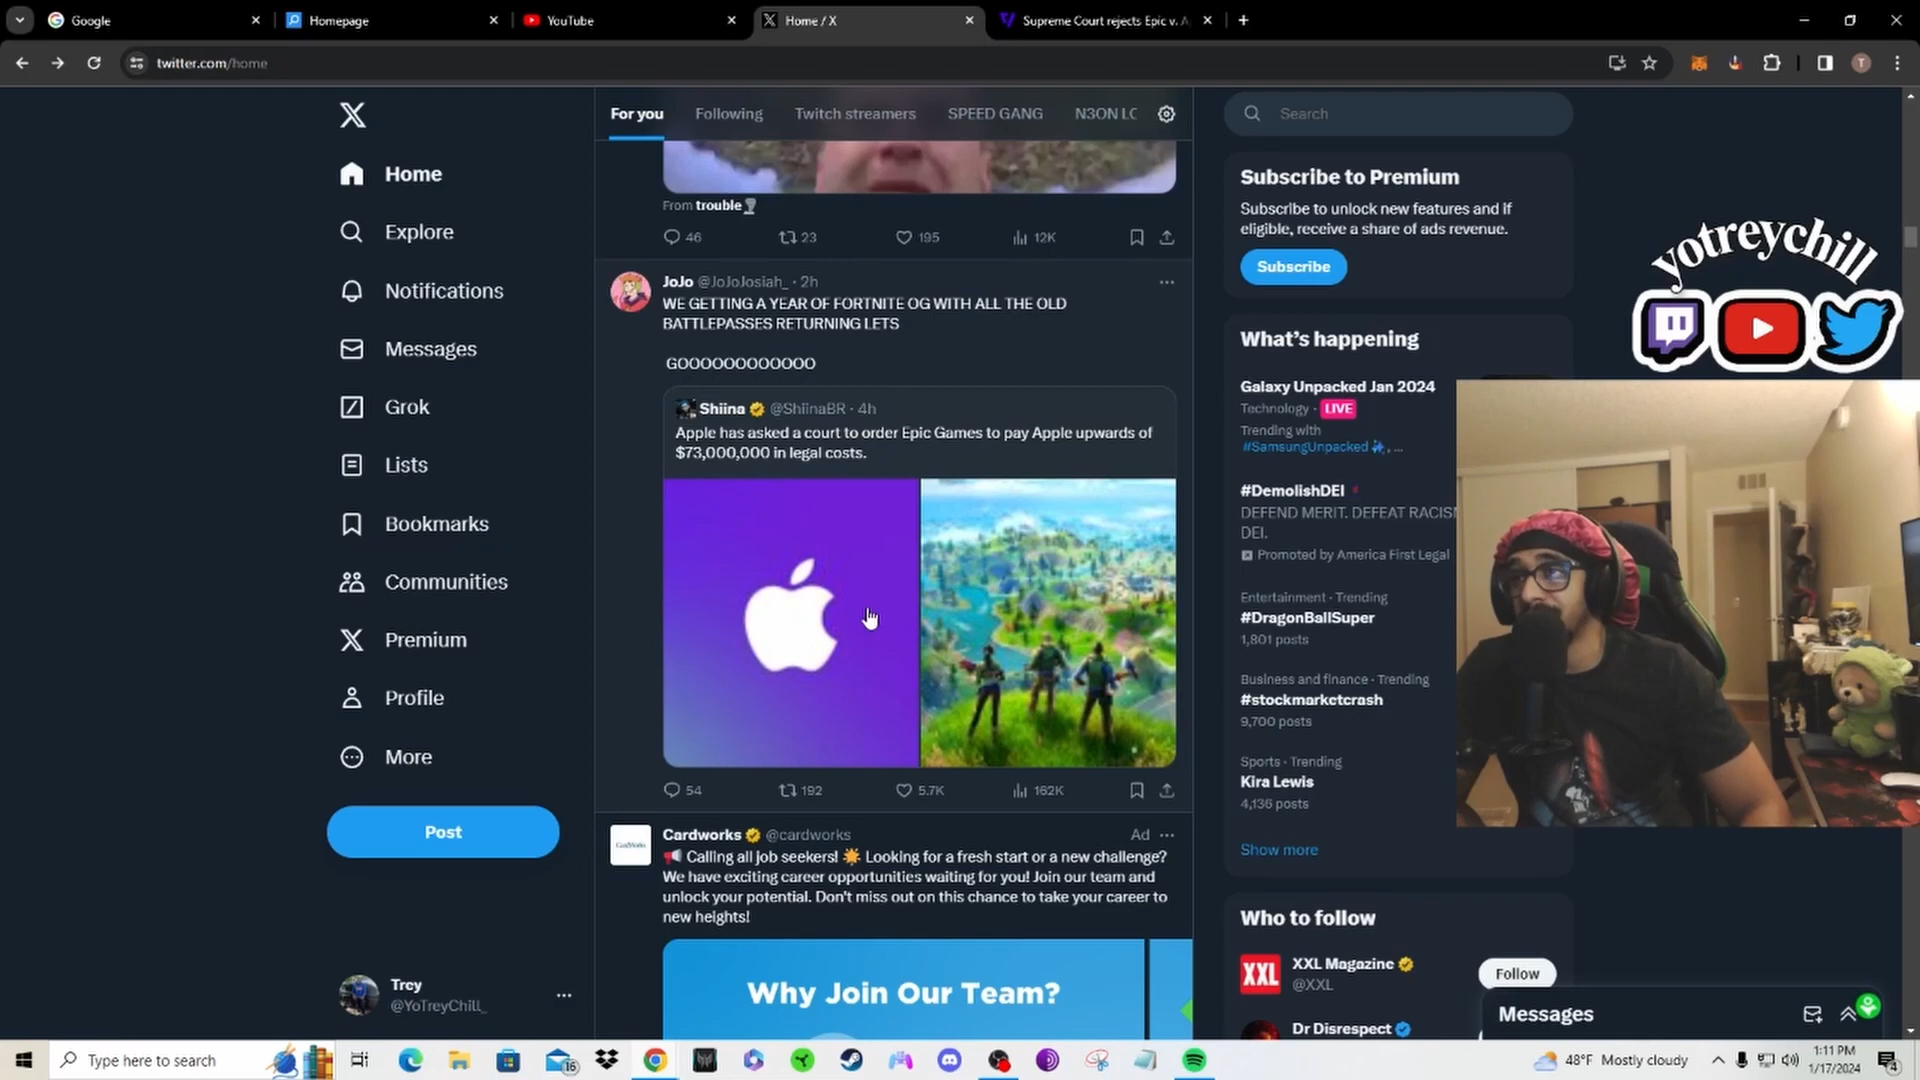 Google
Homepage
YouTube
Home / X
Supreme Court rejects Epic v. A
twitter.com/home
Home
Explore
Notifications
Messages
Grok
Lists
Bookmarks
Communities
Premium
Profile
More
Post
Trey
@YoTreyChill_
For you
Following
Twitch streamers
SPEED GANG
N3ON LC
From trouble
46
23
195
12K
JoJo @JoJoJosiah_ · 2h
WE GETTING A YEAR OF FORTNITE OG WITH ALL THE OLD
BATTLEPASSES RETURNING LETS
GOOOOOOOOOOOO
Shiina @ShiinaBR · 4h
Apple has asked a court to order Epic Games to pay Apple upwards of
$73,000,000 in legal costs.
54
192
5.7K
162K
Cardworks @cardworks
Ad
Calling all job seekers! Looking for a fresh start or a new challenge?
We have exciting career opportunities waiting for you! Join our team and
unlock your potential. Don't miss out on this chance to take your career to
new heights!
Why Join Our Team?
Search
Subscribe to Premium
Subscribe to unlock new features and if
eligible, receive a share of ads revenue.
Subscribe
yotreychill
What's happening
Galaxy Unpacked Jan 2024
Technology · LIVE
Trending with
#SamsungUnpacked , ...
#DemolishDEI
DEFEND MERIT. DEFEAT RACISM
DEI.
Promoted by America First Legal
Entertainment · Trending
#DragonBallSuper
1,801 posts
Business and finance · Trending
#stockmarketcrash
9,700 posts
Sports · Trending
Kira Lewis
4,136 posts
Show more
Who to follow
XXL
XXL Magazine
@XXL
Follow
Dr Disrespect
Messages
Type here to search
16
48°F Mostly cloudy
1:11 PM
1/17/2024
4